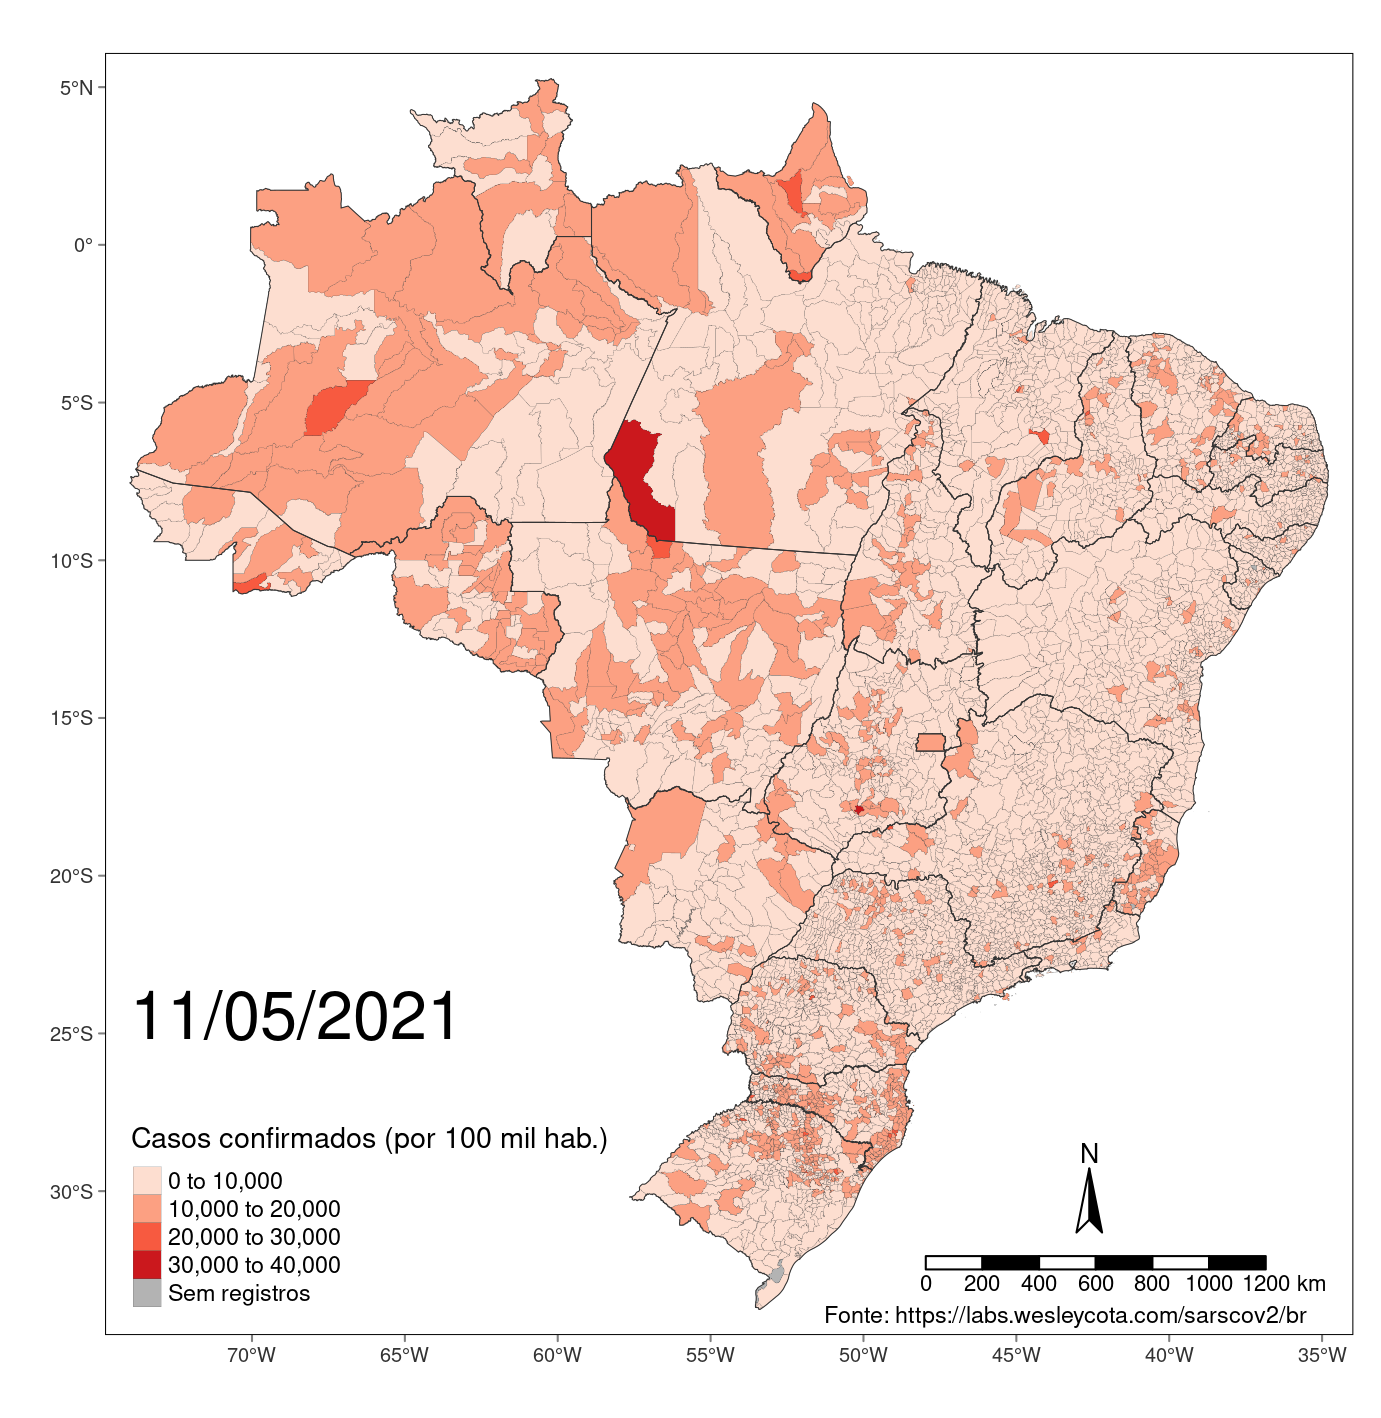 5°N
0°
5°S
10°S
15°S
20°S
25°S
30°S
11/05/2021
Casos confirmados (por 100 mil hab.)
0 to 10,000
10,000 to 20,000
20,000 to 30,000
30,000 to 40,000
Sem registros
N
0 200 400 600 800 1000 1200 km
Fonte: https://labs.wesleycota.com/sarscov2/br
70°W 65°W 60°W 55°W 50°W 45°W 40°W 35°W